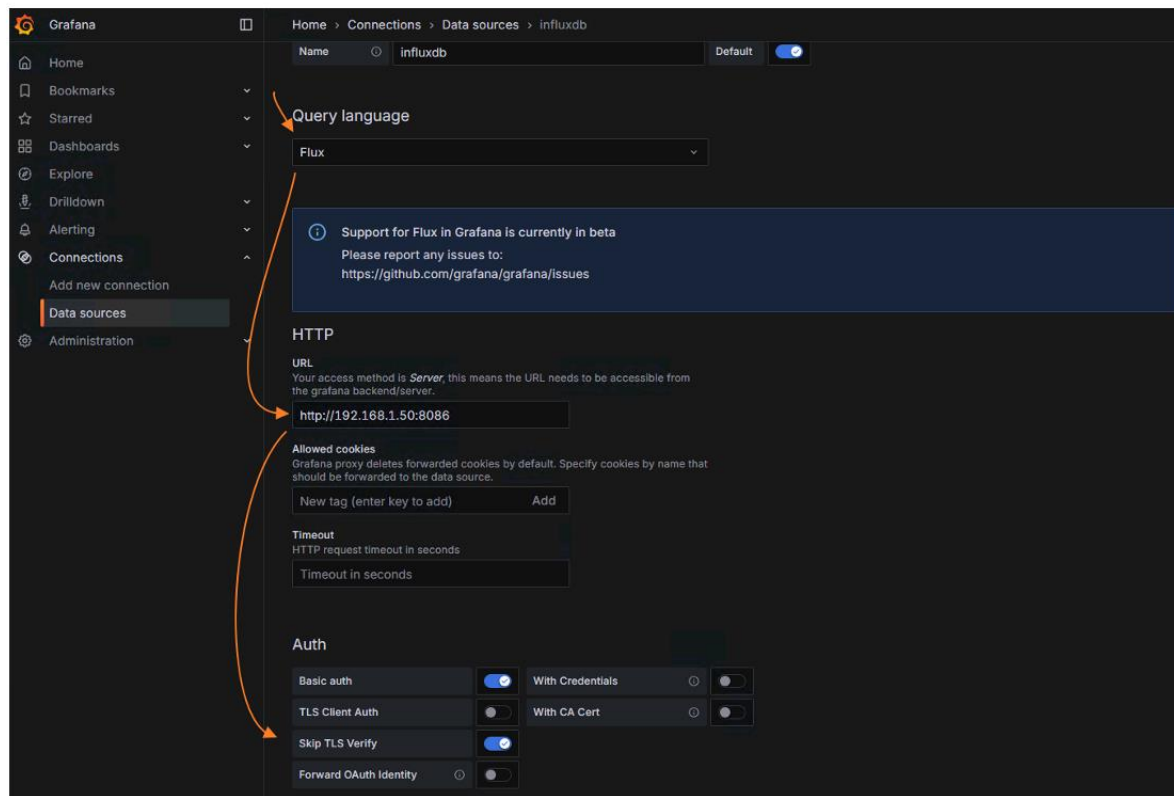 Grafana
Home > Connections > Data sources > influxdb
Home
Bookmarks
Starred
Dashboards
Explore
Drilldown
Alerting
Connections
Add new connection
Data sources
Administration
Name
influxdb
Default
Query language
Flux
Support for Flux in Grafana is currently in beta
Please report any issues to:
https://github.com/grafana/grafana/issues
HTTP
URL
Your access method is Server, this means the URL needs to be accessible from
the grafana backend/server.
http://192.168.1.50:8086
Allowed cookies
Grafana proxy deletes forwarded cookies by default. Specify cookies by name that
should be forwarded to the data source.
New tag (enter key to add) Add
Timeout
HTTP request timeout in seconds
Timeout in seconds
Auth
Basic auth With Credentials
TLS Client Auth With CA Cert
Skip TLS Verify
Forward OAuth Identity